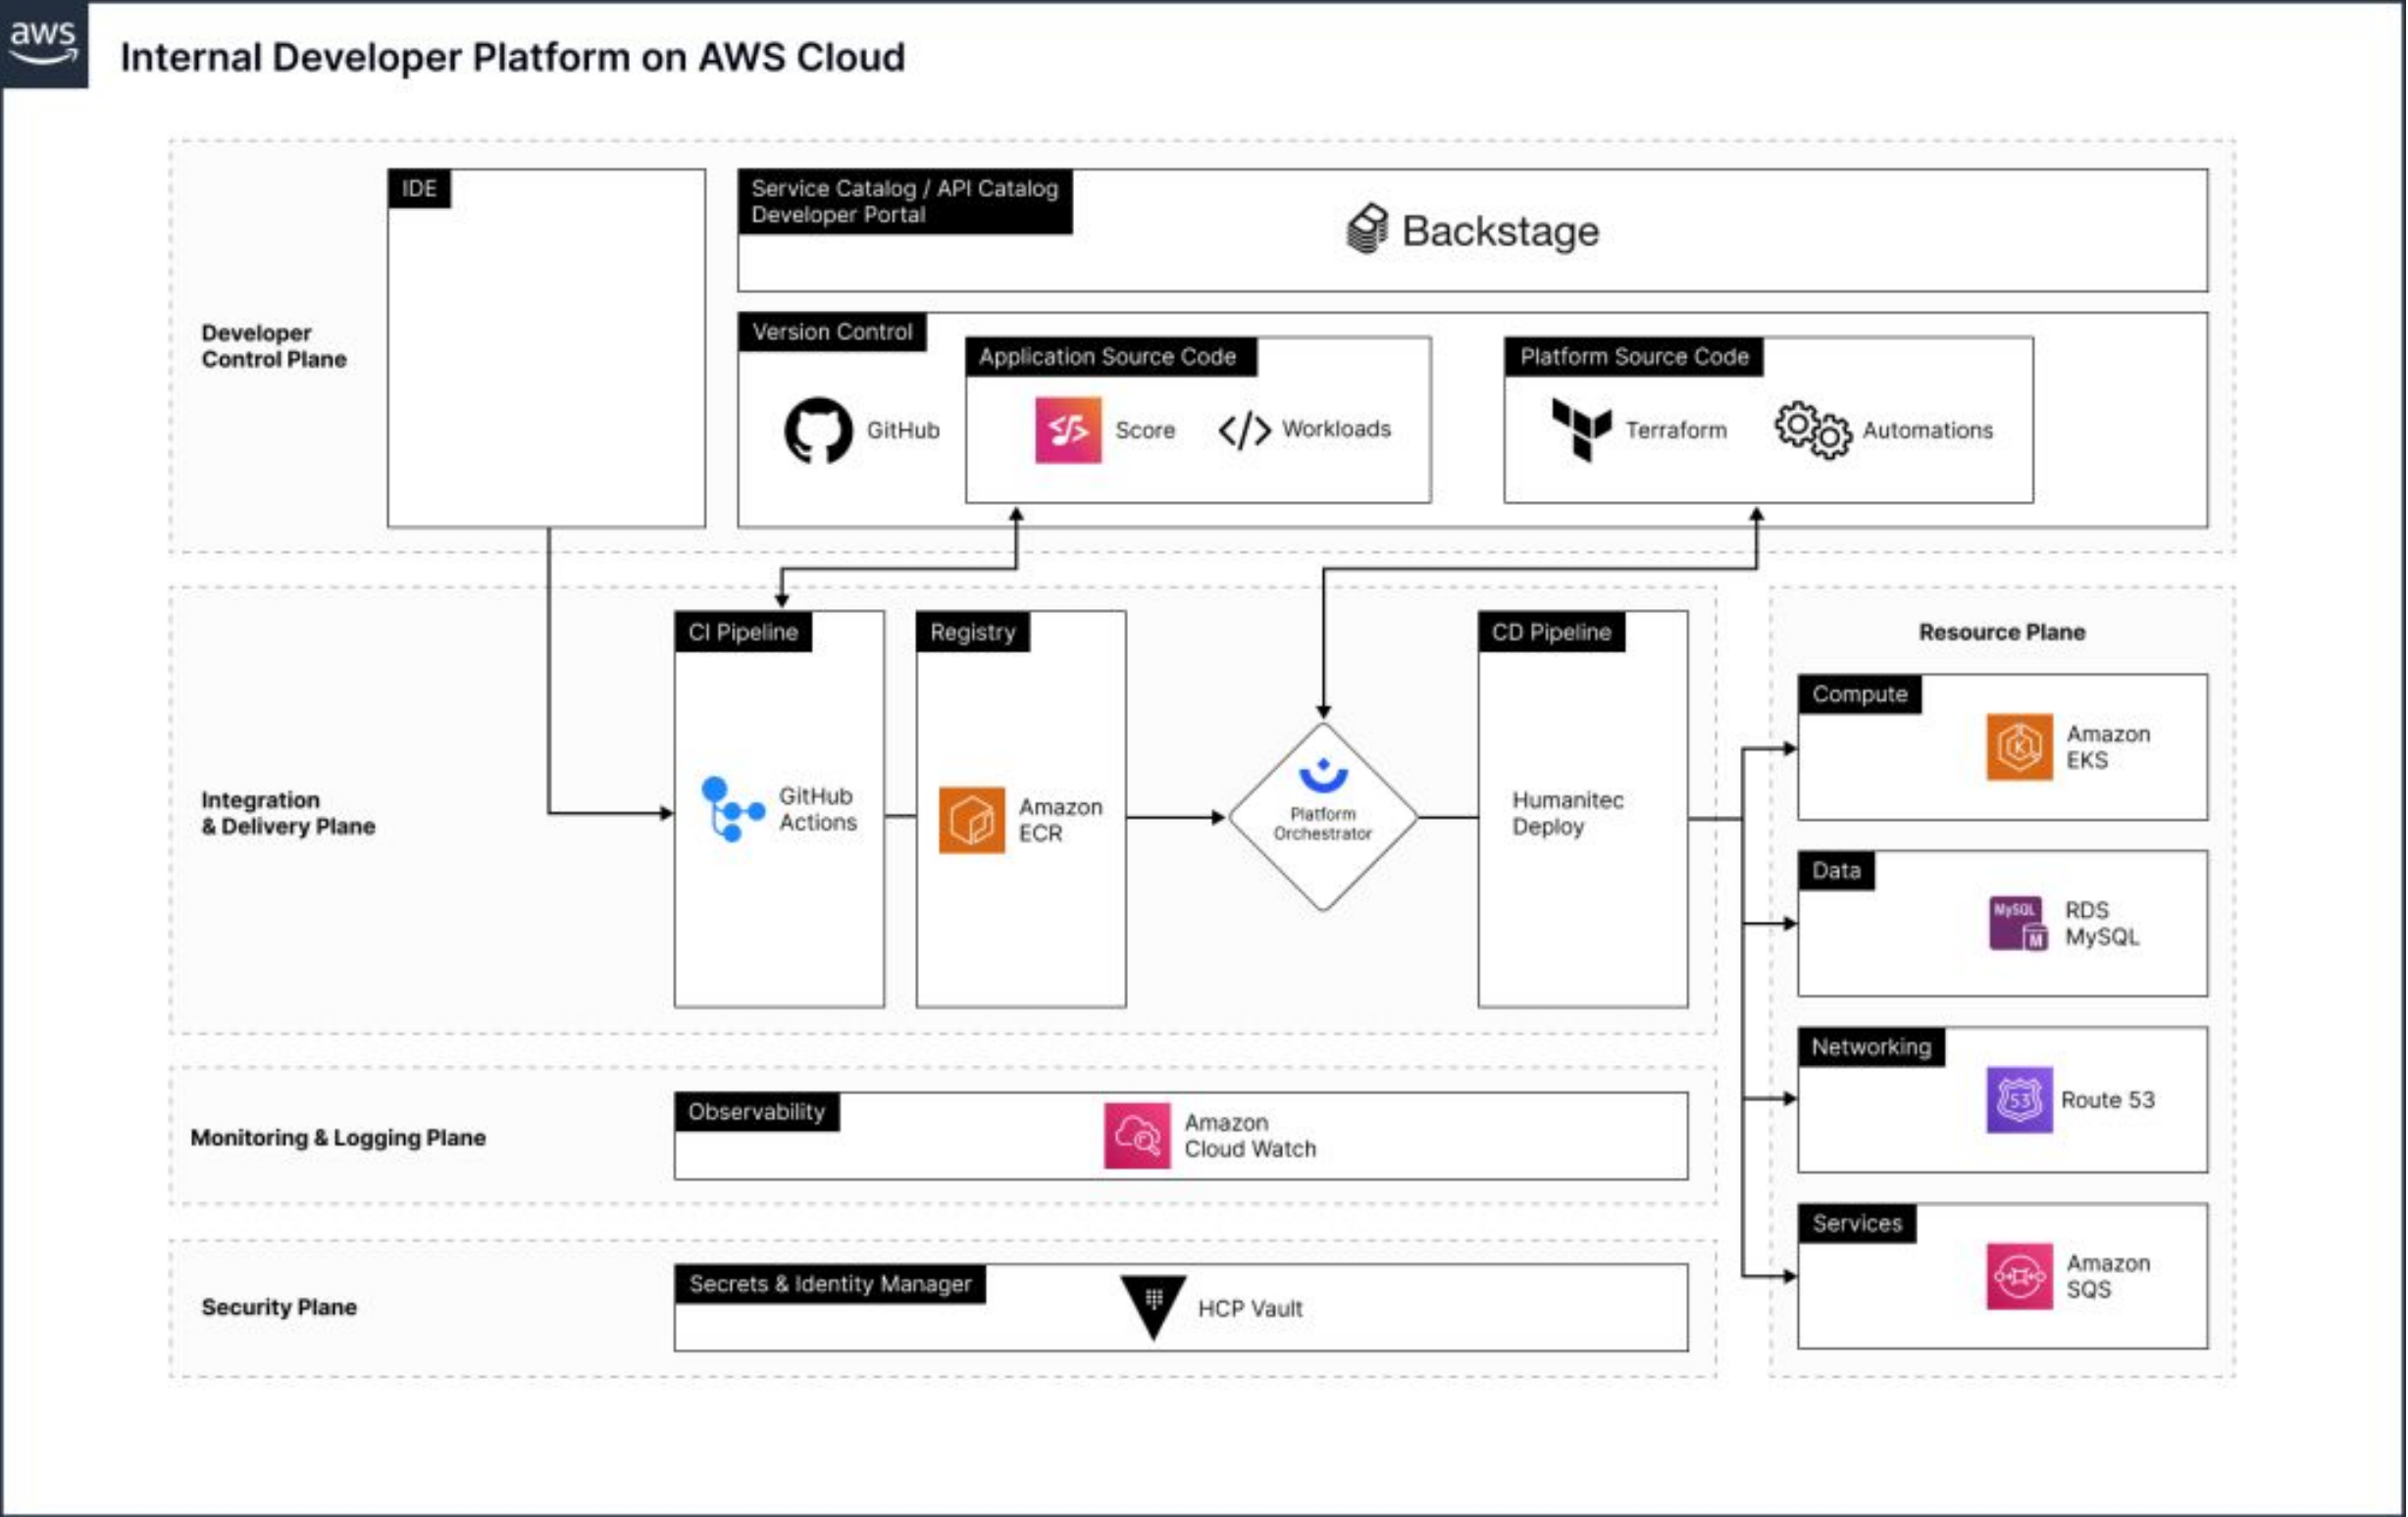 aws
Internal Developer Platform on AWS Cloud
Developer
Control Plane
IDE
Service Catalog / API Catalog
Developer Portal
Backstage
Version Control
GitHub
Application Source Code
Score
</> Workloads
Platform Source Code
Terraform
Automations
Integration
& Delivery Plane
CI Pipeline
GitHub
Actions
Registry
Amazon
ECR
Platform
Orchestrator
CD Pipeline
Humanitec
Deploy
Resource Plane
Compute
K
Amazon
EKS
Data
MySQL
M
RDS
MySQL
Networking
53
Route 53
Services
Amazon
SQS
Monitoring & Logging Plane
Observability
Amazon
Cloud Watch
Security Plane
Secrets & Identity Manager
HCP Vault